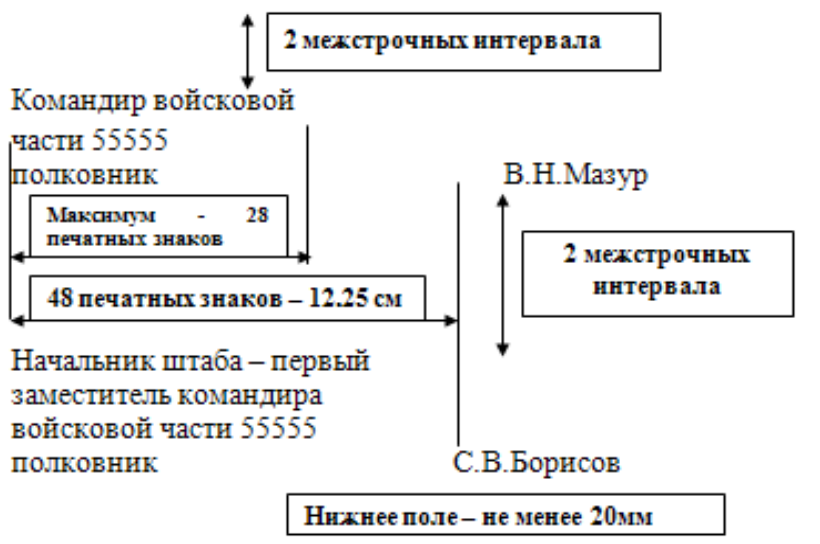 2 межстрочных интервала
Командир войсковой
части 55555
полковник В.Н.Мазур
Максимум - 28
печатных знаков
2 межстрочных
интервала
48 печатных знаков – 12.25 см
Начальник штаба – первый
заместитель командира
войсковой части 55555
полковник С.В.Борисов
Нижнее поле – не менее 20мм